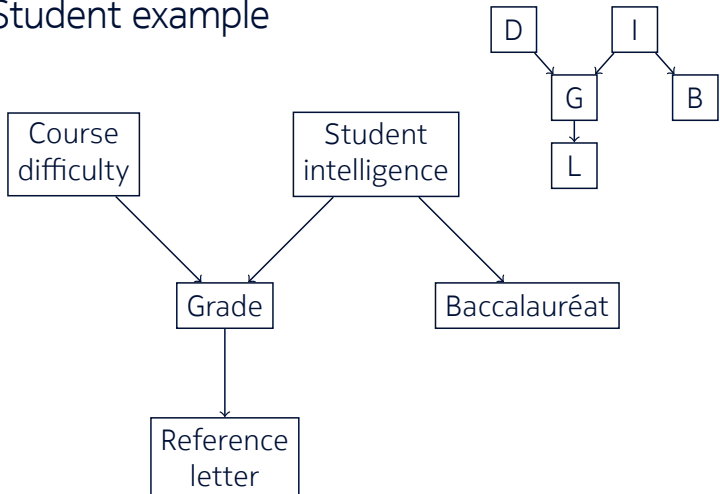 Student example
D
I
G
B
L
Course
difficulty
Student
intelligence
Grade
Baccalauréat
Reference
letter